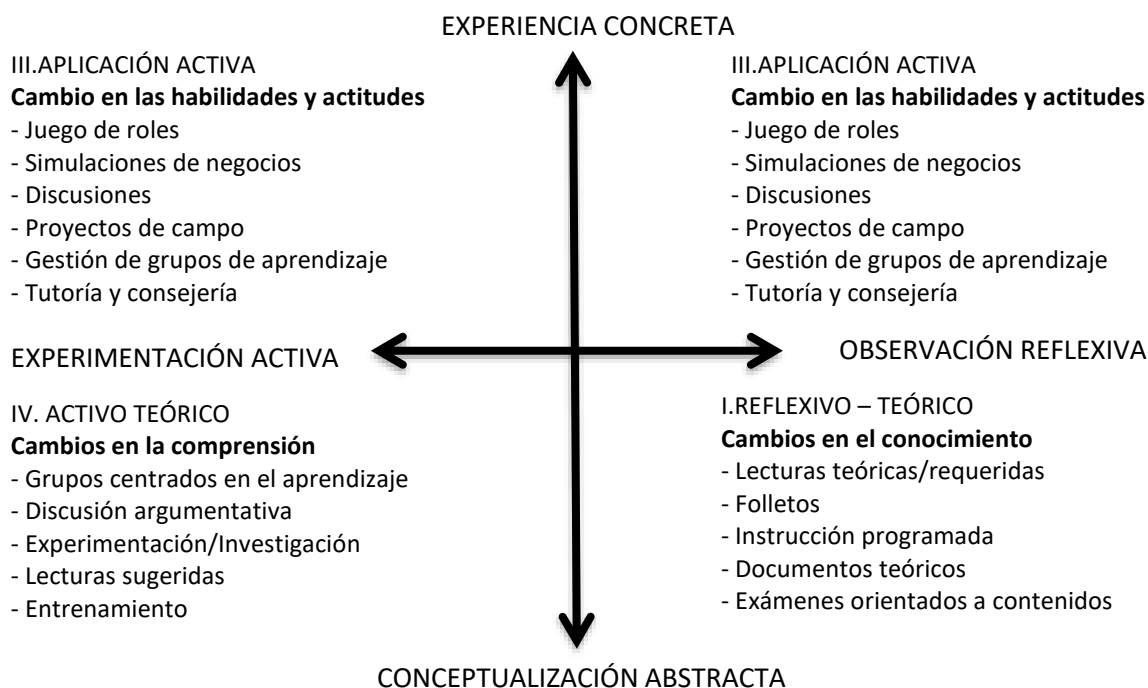 EXPERIENCIA CONCRETA
III.APLICACIÓN ACTIVA
Cambio en las habilidades y actitudes
- Juego de roles
- Simulaciones de negocios
- Discusiones
- Proyectos de campo
- Gestión de grupos de aprendizaje
- Tutoría y consejería
III.APLICACIÓN ACTIVA
Cambio en las habilidades y actitudes
- Juego de roles
- Simulaciones de negocios
- Discusiones
- Proyectos de campo
- Gestión de grupos de aprendizaje
- Tutoría y consejería
EXPERIMENTACIÓN ACTIVA
OBSERVACIÓN REFLEXIVA
IV. ACTIVO TEÓRICO
Cambios en la comprensión
- Grupos centrados en el aprendizaje
- Discusión argumentativa
- Experimentación/Investigación
- Lecturas sugeridas
- Entrenamiento
I.REFLEXIVO – TEÓRICO
Cambios en el conocimiento
- Lecturas teóricas/requeridas
- Folletos
- Instrucción programada
- Documentos teóricos
- Exámenes orientados a contenidos
CONCEPTUALIZACIÓN ABSTRACTA